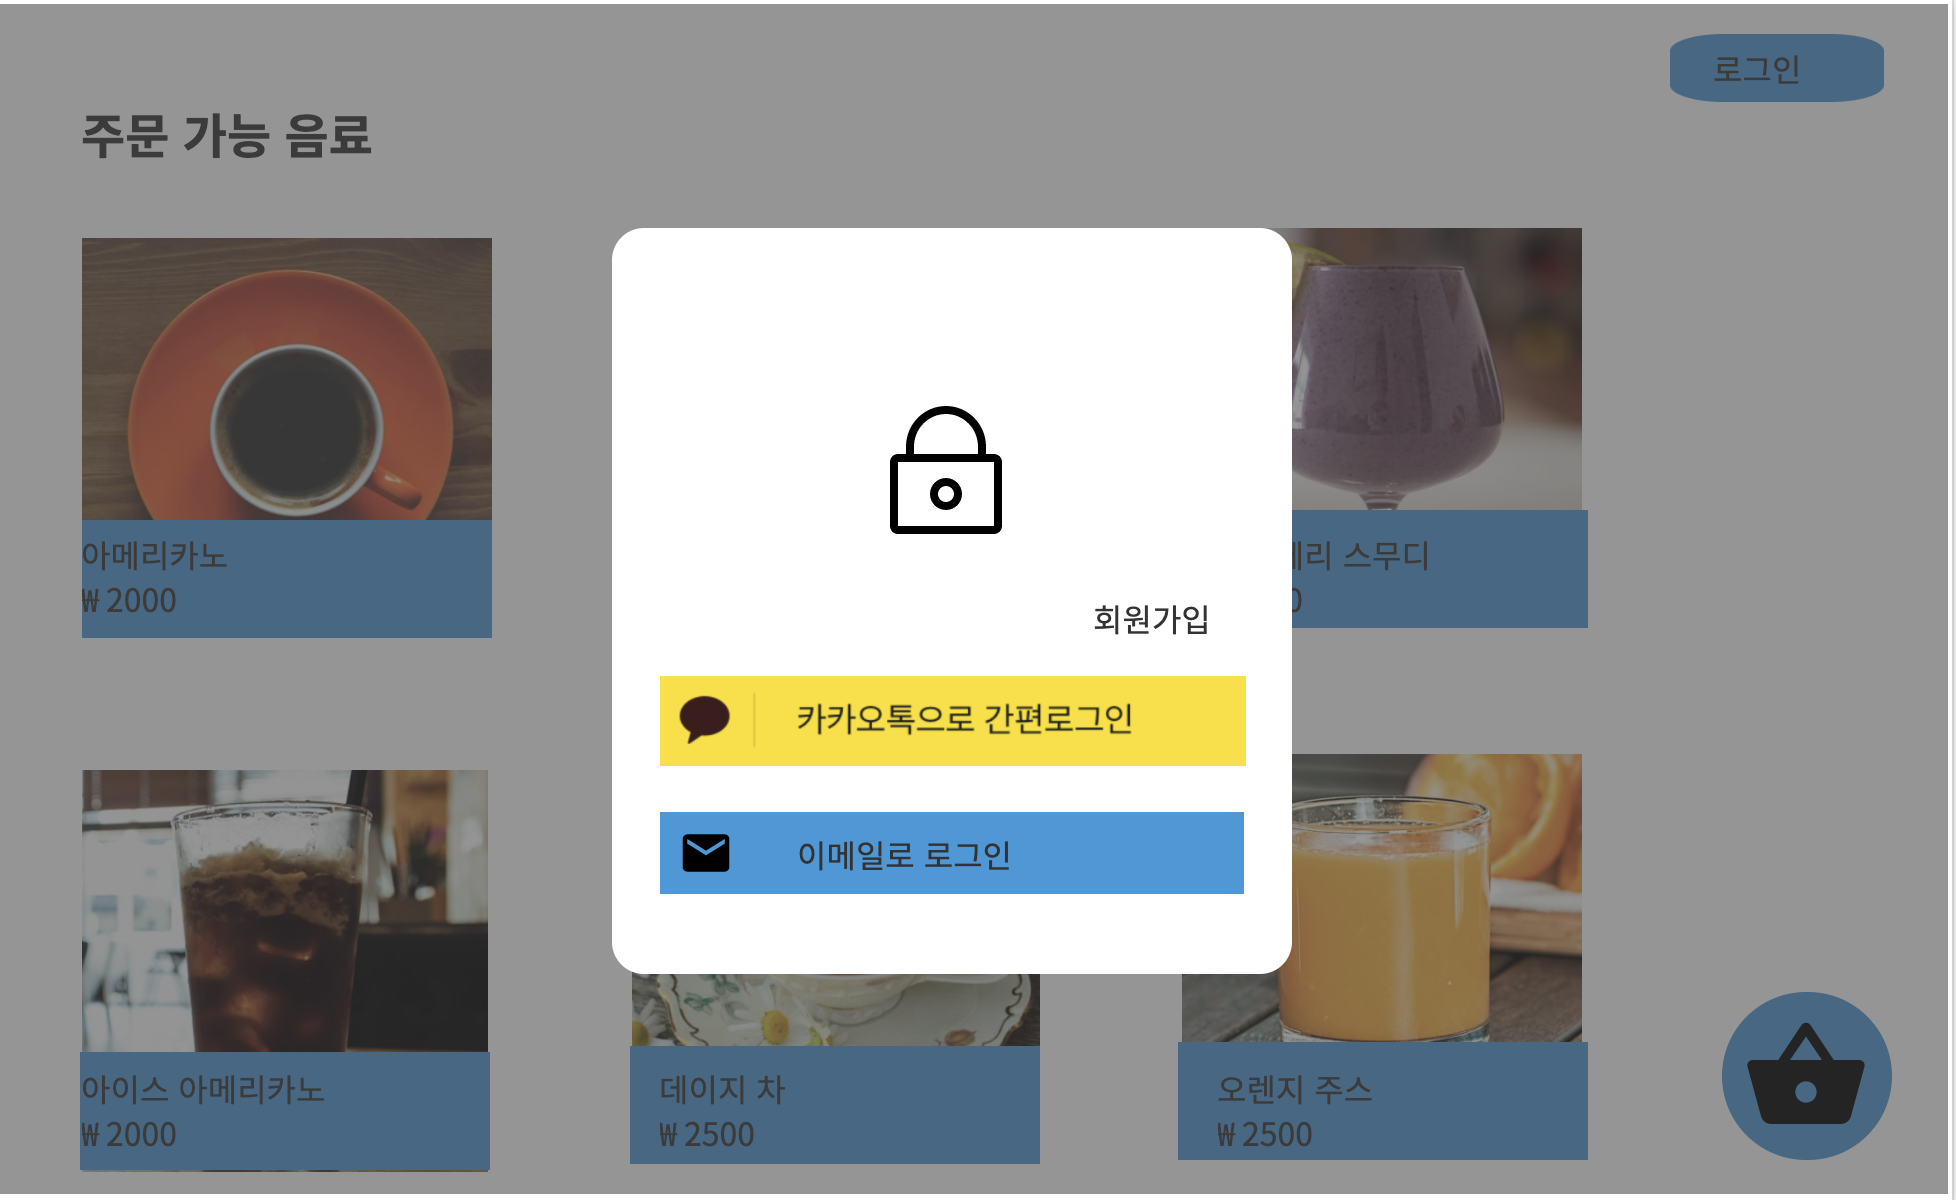 로그인
주문 가능 음료
아메리카노
₩ 2000
리 스무디
0
회원가입
카카오톡으로 간편로그인
이메일로 로그인
아이스 아메리카노
₩ 2000
데이지 차
₩ 2500
오렌지 주스
₩ 2500